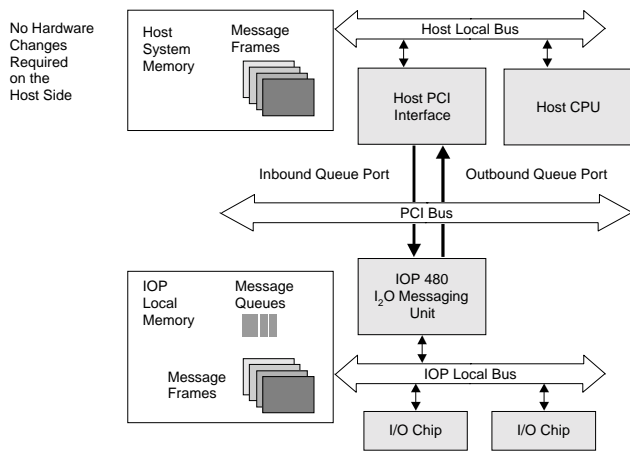 No Hardware
Changes
Required
on the
Host Side
Host
System
Memory
Message
Frames
Host Local Bus
Host PCI
Interface
Host CPU
Inbound Queue Port
Outbound Queue Port
PCI Bus
IOP
Local
Memory
Message
Queues
Message
Frames
IOP 480
I₂O Messaging
Unit
IOP Local Bus
I/O Chip
I/O Chip